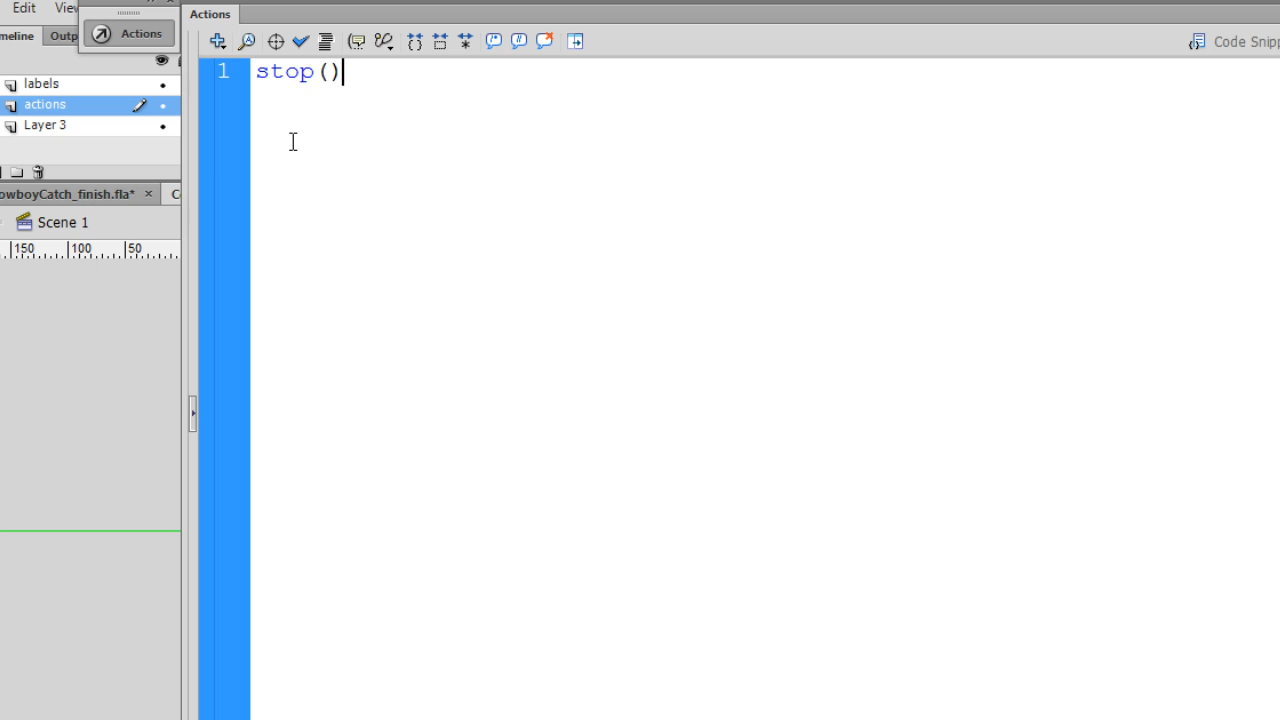 Edit Vie
Actions
Actions
meline Outp
Code Snipp
1 stop()
labels
actions
Layer 3
owboyCatch_finish.fla* × C
Scene 1
150 100 50